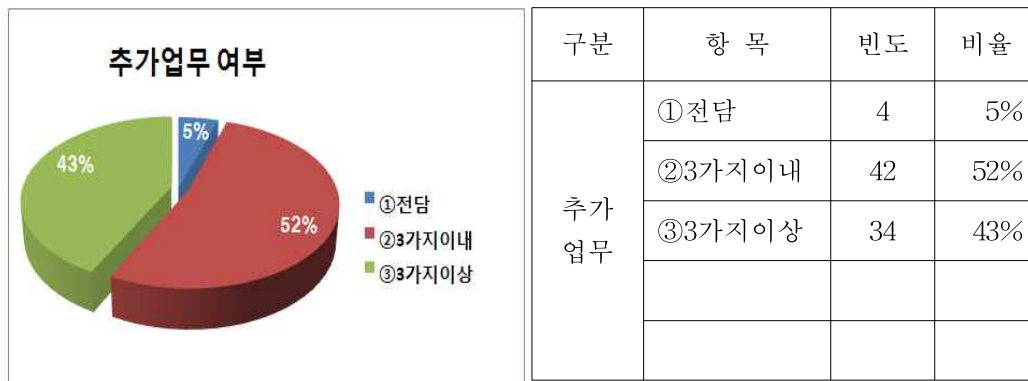 추가업무 여부
5%
43%
52%
①전담
②3가지이내
③3가지이상
구분 항 목 빈도 비율
추가 업무
①전담 4 5%
②3가지이내 42 52%
③3가지이상 34 43%